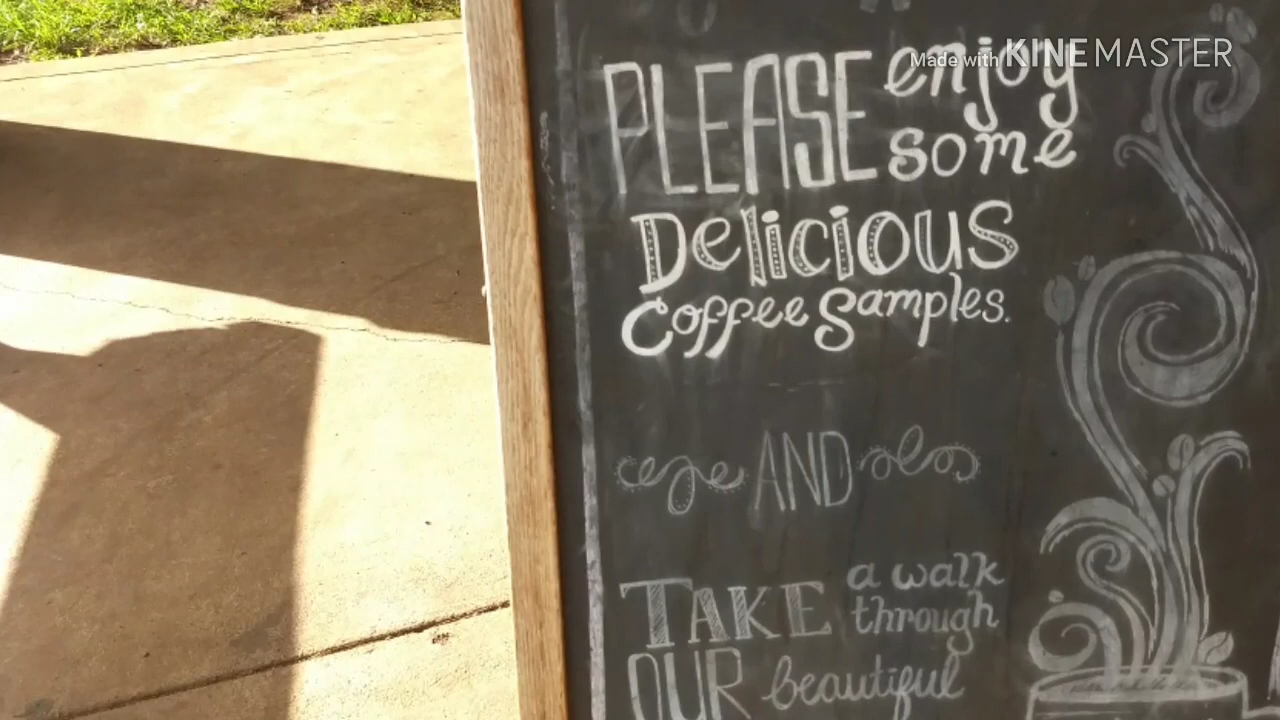 Made with KINEMASTER
PLEASE enjoy
some
Delicious
Coffee Samples.
AND
TAKE a walk
through
OUR beautiful